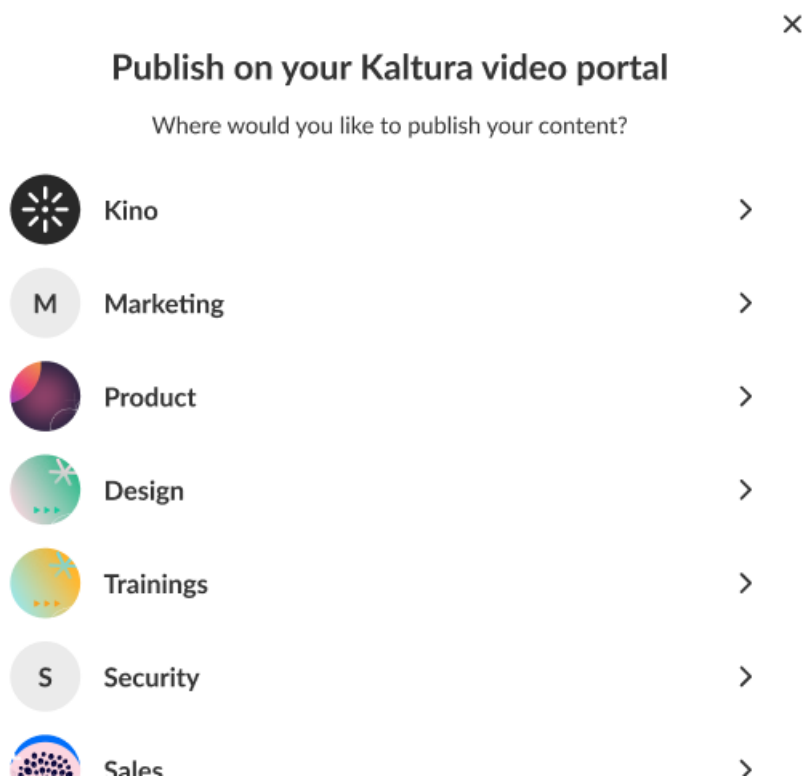 Publish on your Kaltura video portal
Where would you like to publish your content?
Kino
M
Marketing
Product
Design
Trainings
S
Security
Sales